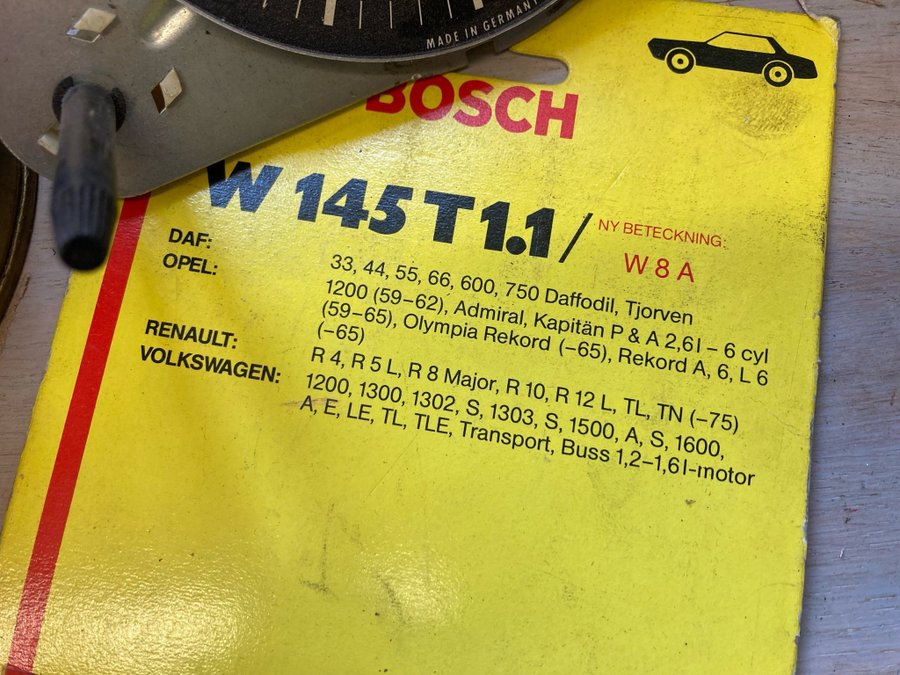 MADE IN GERMANY
BOSCH
W 145 T 1.1 / NY BETECKNING:
W 8 A
DAF: 33, 44, 55, 66, 600, 750 Daffodil, Tjorven
OPEL: 1200 (59–62), Admiral, Kapitän P & A 2,6 l – 6 cyl
(59–65), Olympia Rekord (–65), Rekord A, 6, L 6
(–65)
RENAULT: R 4, R 5 L, R 8 Major, R 10, R 12 L, TL, TN (–75)
VOLKSWAGEN: 1200, 1300, 1302, S, 1303, S, 1500, A, S, 1600,
A, E, LE, TL, TLE, Transport, Buss 1,2–1,6 l-motor